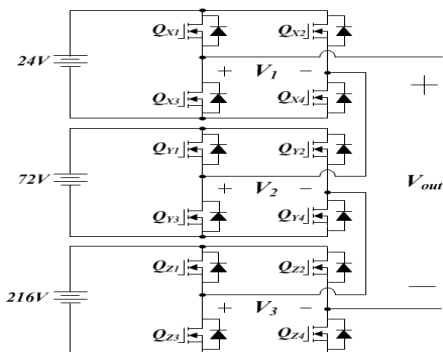 Q_X1 Q_X2
24V
+ V_1 −
Q_X3 Q_X4
+
Q_Y1 Q_Y2
72V
+ V_2 −
V_out
Q_Y3 Q_Y4
Q_Z1 Q_Z2
216V
−
+ V_3 −
Q_Z3 Q_Z4